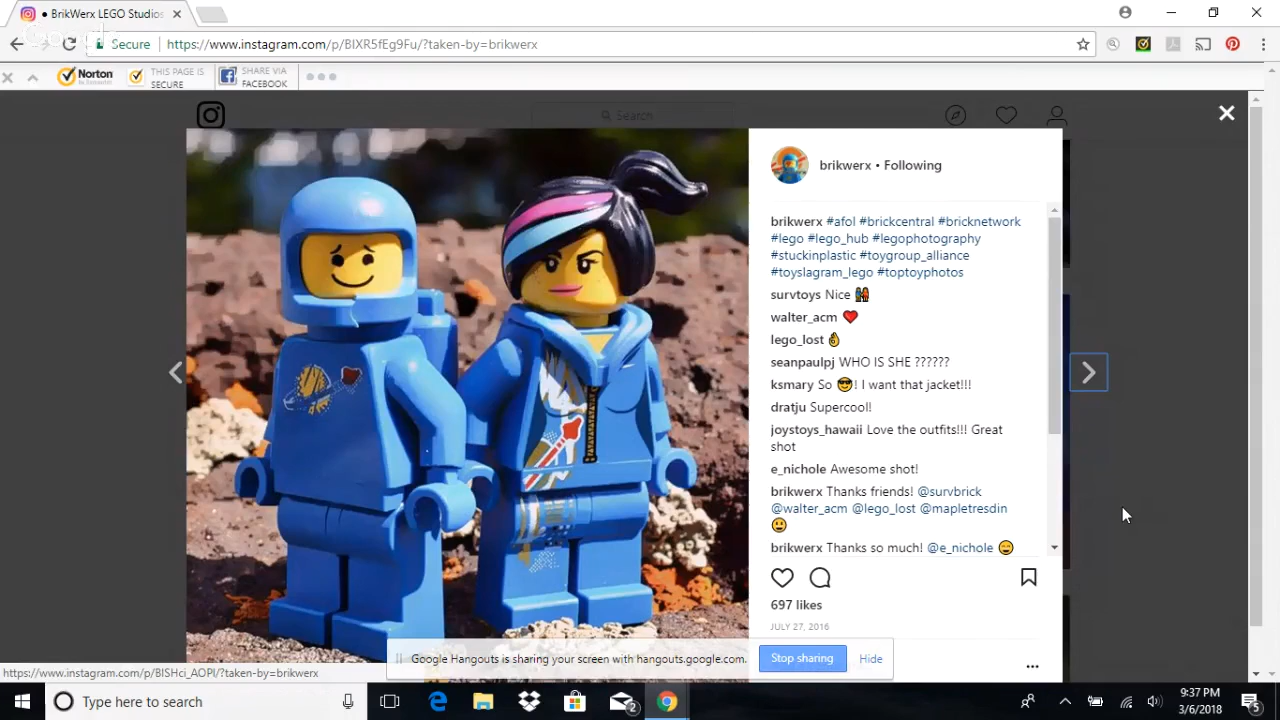 • BrikWerx LEGO Studios
Secure
https://www.instagram.com/p/BIXR5fEg9Fu/?taken-by=brikwerx
Norton
by Symantec
THIS PAGE IS
SECURE
SHARE VIA
FACEBOOK
Search
brikwerx • Following
brikwerx #afol #brickcentral #bricknetwork
#lego #lego_hub #legophotography
#stuckinplastic #toygroup_alliance
#toyslagram_lego #toptoyphotos
survtoys Nice 👫
walter_acm ❤️
lego_lost 👌
seanpaulpj WHO IS SHE ??????
ksmary So 😎! I want that jacket!!!
dratju Supercool!
joystoys_hawaii Love the outfits!!! Great
shot
e_nichole Awesome shot!
brikwerx Thanks friends! @survbrick
@walter_acm @lego_lost @mapletresdin
😃
brikwerx Thanks so much! @e_nichole 😊
697 likes
JULY 27, 2016
Google Hangouts is sharing your screen with hangouts.google.com.
Stop sharing
Hide
https://www.instagram.com/p/BISHci_AOPI/?taken-by=brikwerx
Type here to search
2
9:37 PM
3/6/2018
5